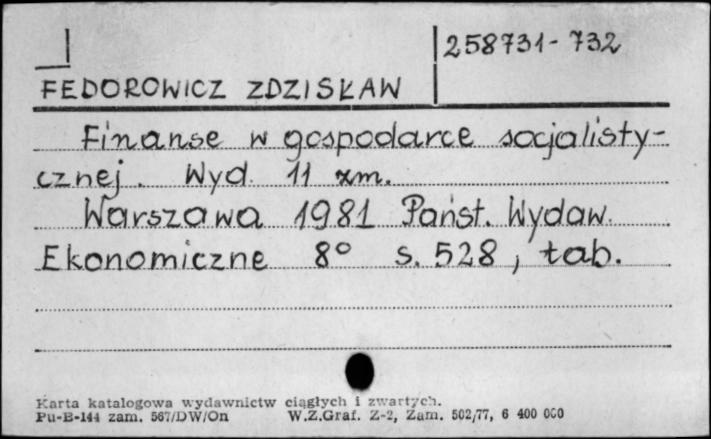 258731-732
FEDOROWICZ ZDZISŁAW
Finanse w gospodarce socjalisty-
cznej. Wyd. 11 zm.
Warszawa 1981 Państ. Wydaw.
Ekonomiczne 8° s. 528, tab.
Karta katalogowa wydawnictw ciągłych i zwartych.
Pu-B-144 zam. 567/DW/On W.Z.Graf. Z-2, Zam. 502/77, 6 400 000